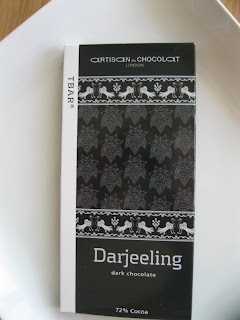 aRTISaN du CHOCOLaT
LONDON
TBAR®
Darjeeling
dark chocolate
72% Cocoa